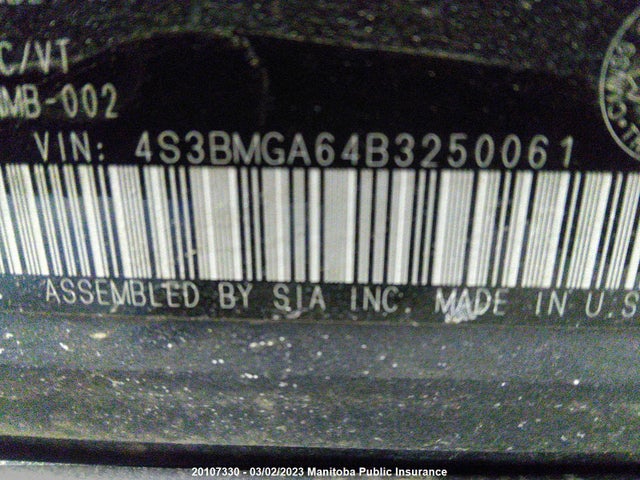 C/VT
MB-002
VIN: 4S3BMGA64B3250061
ASSEMBLED BY SIA INC. MADE IN U.S
20107330 - 03/02/2023 Manitoba Public Insurance